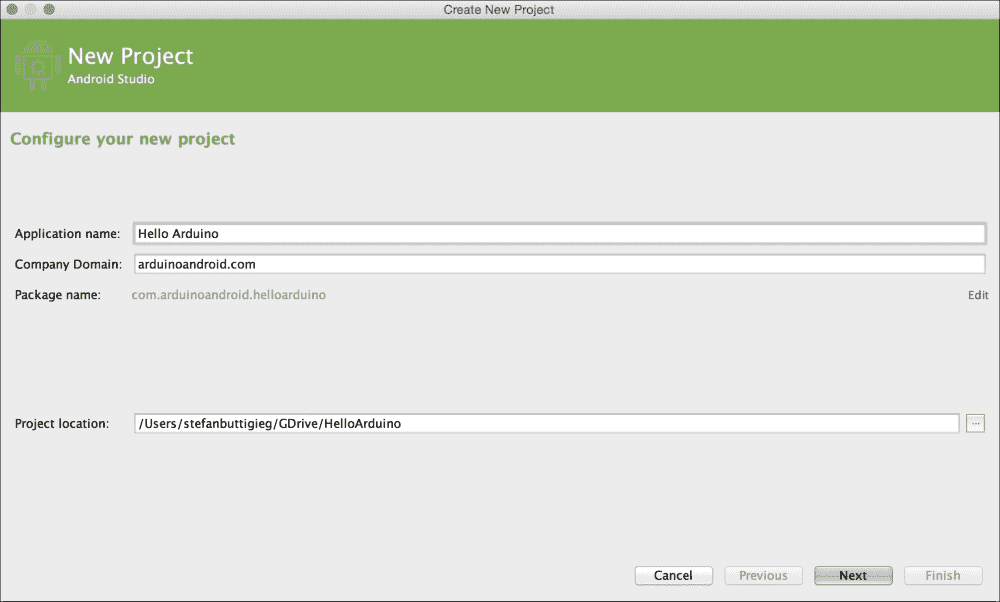 Create New Project
New Project
Android Studio
Configure your new project
Application name: Hello Arduino
Company Domain: arduinoandroid.com
Package name: com.arduinoandroid.helloarduino Edit
Project location: /Users/stefanbuttigieg/GDrive/HelloArduino ...
Cancel Previous Next Finish